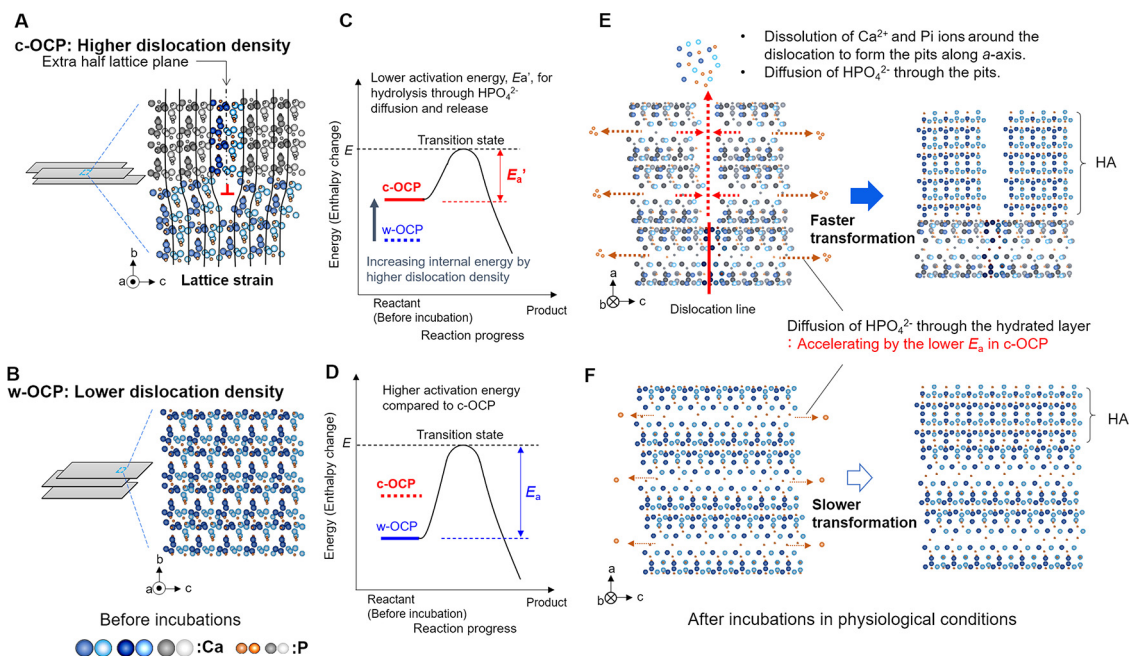 A
c-OCP: Higher dislocation density
Extra half lattice plane
b
a
c
Lattice strain
B
w-OCP: Lower dislocation density
b
a
c
Before incubations
:Ca
:P
C
Lower activation energy, Ea', for
hydrolysis through HPO₄²⁻
diffusion and release
Transition state
E
Ea'
c-OCP
w-OCP
Increasing internal energy by
higher dislocation density
Energy (Enthalpy change)
Reactant
(Before incubation)
Product
Reaction progress
D
Higher activation energy
compared to c-OCP
Transition state
E
Ea
c-OCP
w-OCP
Energy (Enthalpy change)
Reactant
(Before incubation)
Product
Reaction progress
E
• Dissolution of Ca²⁺ and Pi ions around the
dislocation to form the pits along a-axis.
• Diffusion of HPO₄²⁻ through the pits.
HA
Faster
transformation
a
b
c
Dislocation line
Diffusion of HPO₄²⁻ through the hydrated layer
: Accelerating by the lower Ea in c-OCP
F
HA
Slower
transformation
a
b
c
After incubations in physiological conditions